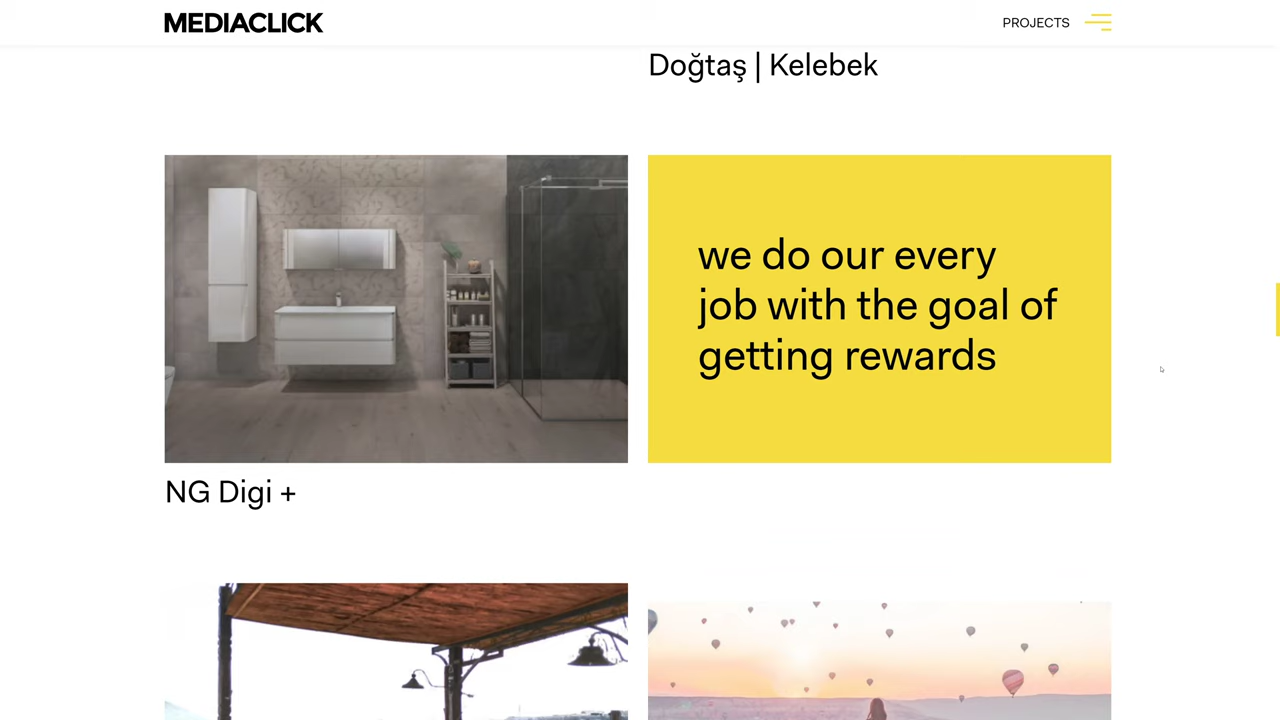 MEDIACLICK
PROJECTS
Doğtaş | Kelebek
we do our every
job with the goal of
getting rewards
NG Digi +